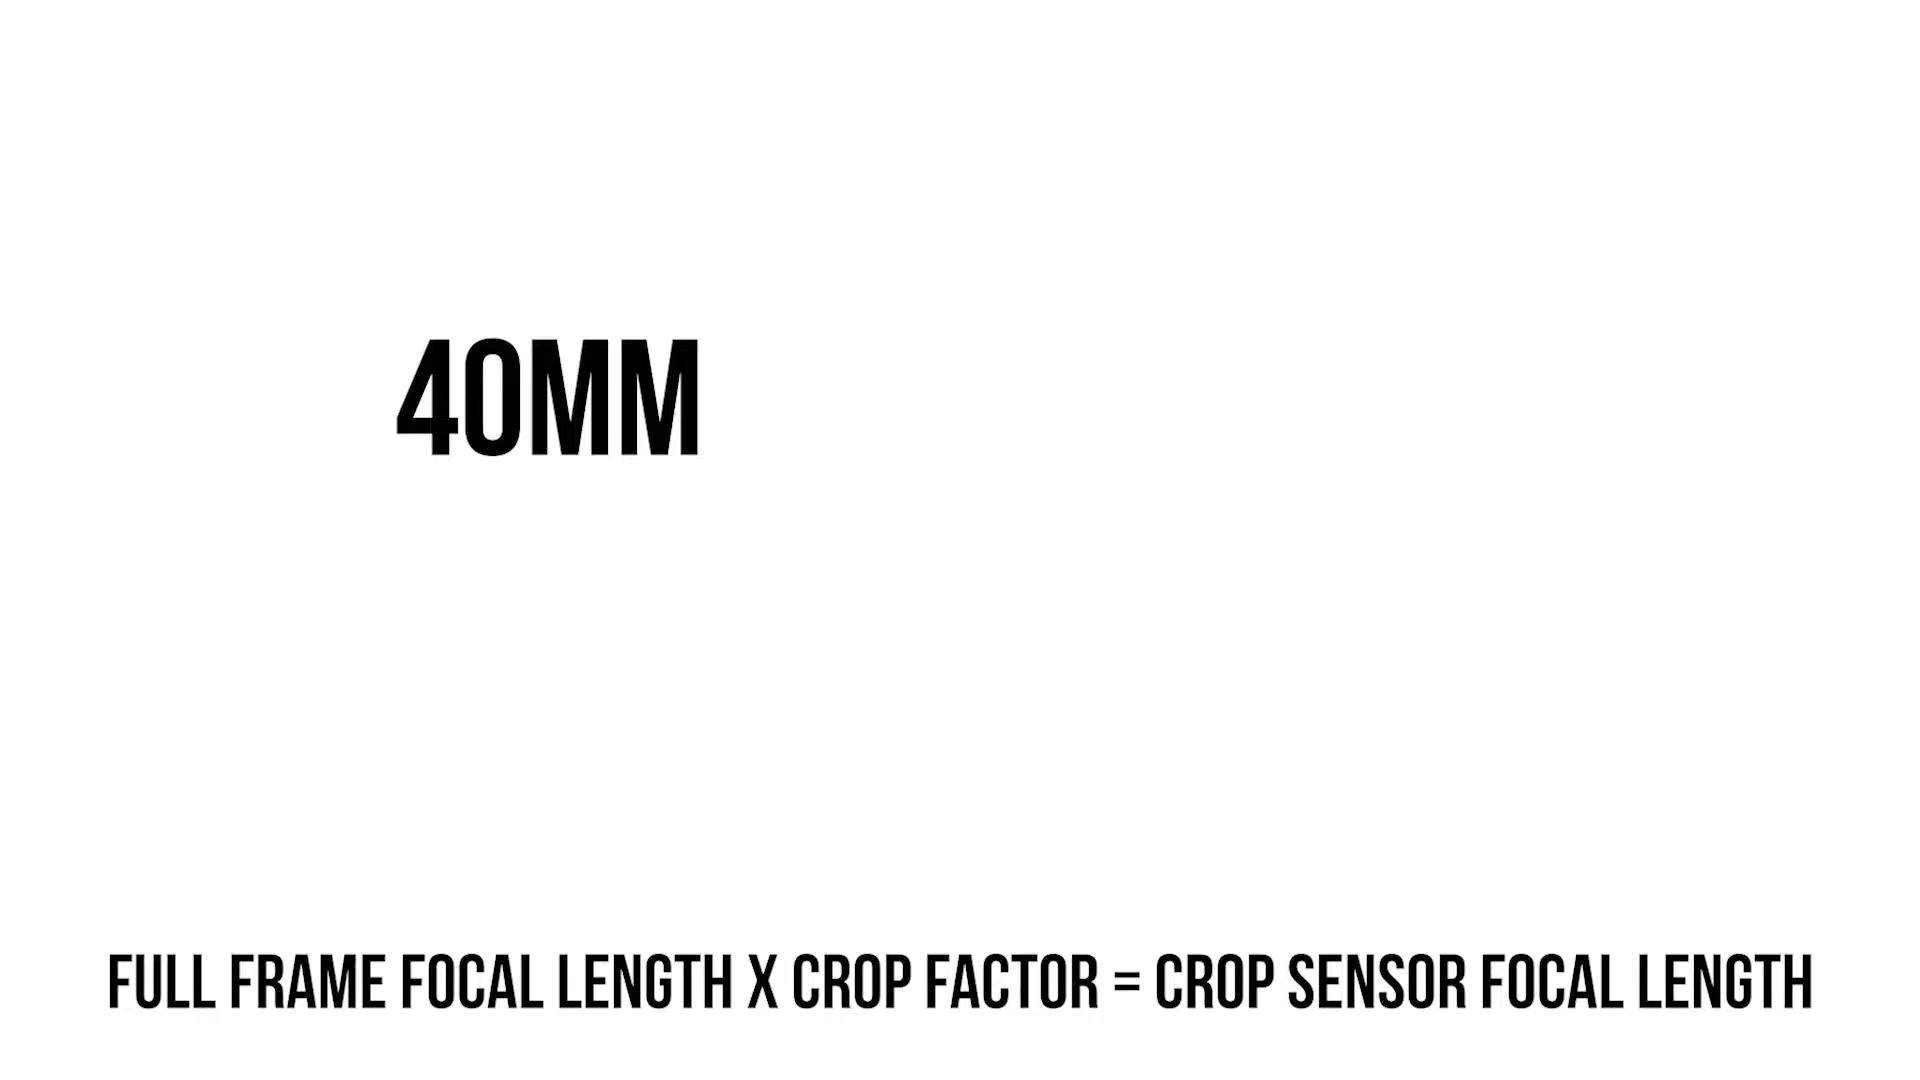 40MM
FULL FRAME FOCAL LENGTH X CROP FACTOR = CROP SENSOR FOCAL LENGTH